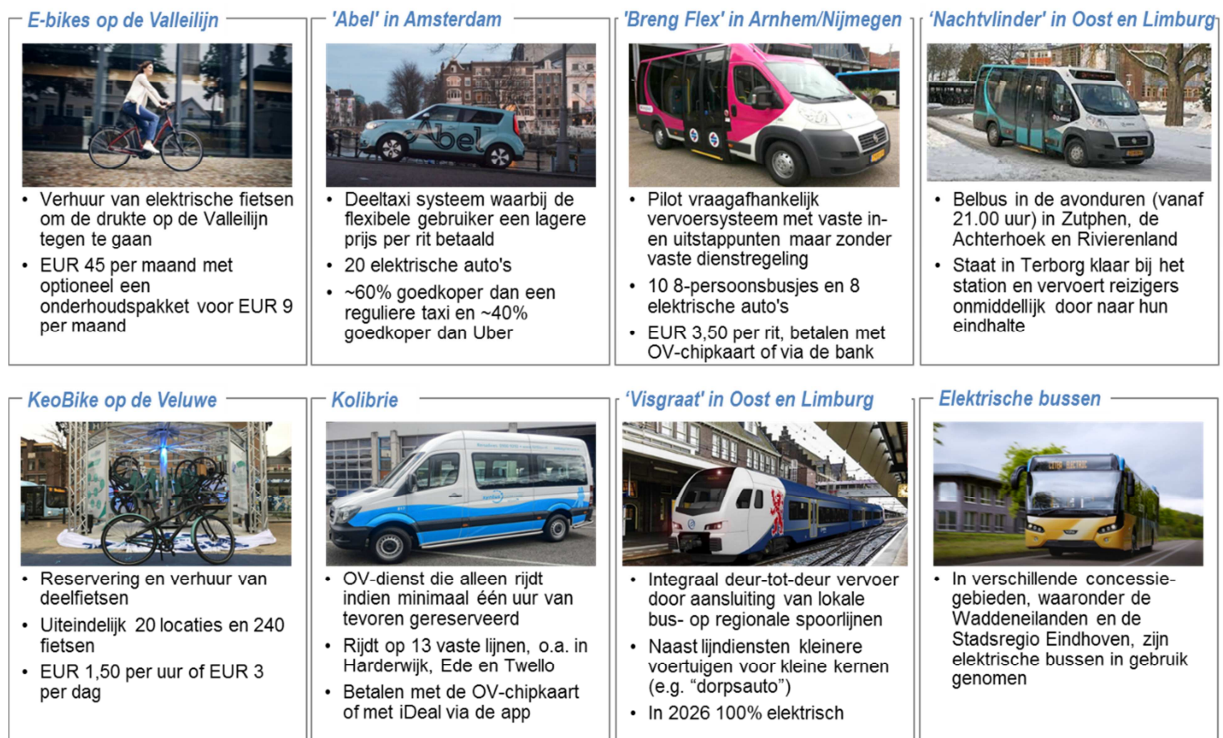 E-bikes op de Valleilijn
• Verhuur van elektrische fietsen
om de drukte op de Valleilijn
tegen te gaan
• EUR 45 per maand met
optioneel een
onderhoudspakket voor EUR 9
per maand
'Abel' in Amsterdam
Abel
• Deeltaxi systeem waarbij de
flexibele gebruiker een lagere
prijs per rit betaald
• 20 elektrische auto's
• ~60% goedkoper dan een
reguliere taxi en ~40%
goedkoper dan Uber
'Breng Flex' in Arnhem/Nijmegen
• Pilot vraagafhankelijk
vervoersysteem met vaste in-
en uitstappunten maar zonder
vaste dienstregeling
• 10 8-persoonsbusjes en 8
elektrische auto's
• EUR 3,50 per rit, betalen met
OV-chipkaart of via de bank
‘Nachtvlinder' in Oost en Limburg
• Belbus in de avonduren (vanaf
21.00 uur) in Zutphen, de
Achterhoek en Rivierenland
• Staat in Terborg klaar bij het
station en vervoert reizigers
onmiddellijk door naar hun
eindhalte
KeoBike op de Veluwe
• Reservering en verhuur van
deelfietsen
• Uiteindelijk 20 locaties en 240
fietsen
• EUR 1,50 per uur of EUR 3
per dag
Kolibrie
• OV-dienst die alleen rijdt
indien minimaal één uur van
tevoren gereserveerd
• Rijdt op 13 vaste lijnen, o.a. in
Harderwijk, Ede en Twello
• Betalen met de OV-chipkaart
of met iDeal via de app
‘Visgraat' in Oost en Limburg
• Integraal deur-tot-deur vervoer
door aansluiting van lokale
bus- op regionale spoorlijnen
• Naast lijndiensten kleinere
voertuigen voor kleine kernen
(e.g. “dorpsauto”)
• In 2026 100% elektrisch
Elektrische bussen
• In verschillende concessie-
gebieden, waaronder de
Waddeneilanden en de
Stadsregio Eindhoven, zijn
elektrische bussen in gebruik
genomen